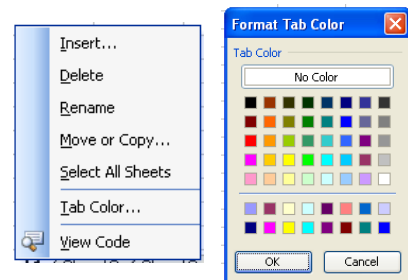 Insert...
Delete
Rename
Move or Copy...
Select All Sheets
Tab Color...
View Code
Format Tab Color
Tab Color
No Color
OK
Cancel